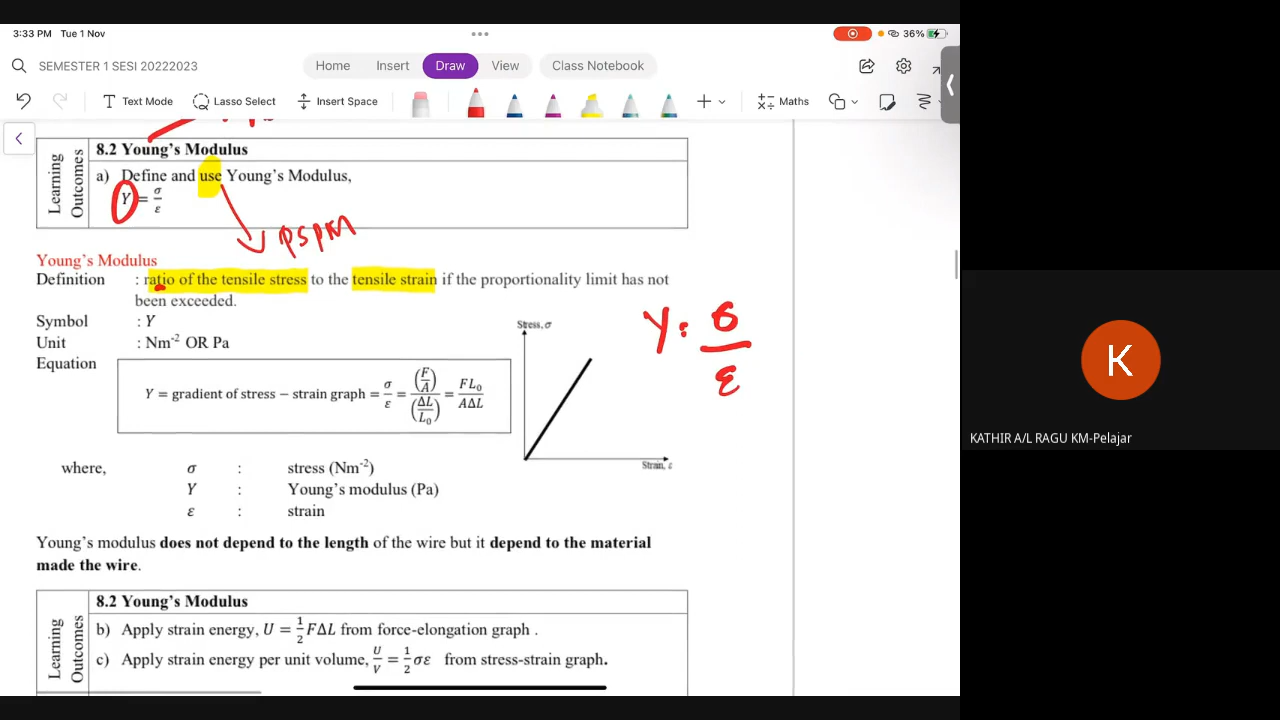 3:33 PM Tue 1 Nov
36%
SEMESTER 1 SESI 20222023
Home Insert Draw View Class Notebook
Text Mode Lasso Select Insert Space Maths
Learning Outcomes
8.2 Young's Modulus
a) Define and use Young's Modulus,
Y = σ/ε
PSPM
Young's Modulus
Definition : ratio of the tensile stress to the tensile strain if the proportionality limit has not
been exceeded.
Symbol : Y
Unit : Nm⁻² OR Pa
Equation
Y = gradient of stress − strain graph = σ/ε = (F/A)/(ΔL/L₀) = FL₀/AΔL
Stress, σ
Strain, ε
Y = σ/ε
where,
σ : stress (Nm⁻²)
Y : Young's modulus (Pa)
ε : strain
Young's modulus does not depend to the length of the wire but it depend to the material
made the wire.
Learning Outcomes
8.2 Young's Modulus
b) Apply strain energy, U = ½FΔL from force-elongation graph .
c) Apply strain energy per unit volume, U/V = ½σε from stress-strain graph.
K
KATHIR A/L RAGU KM-Pelajar